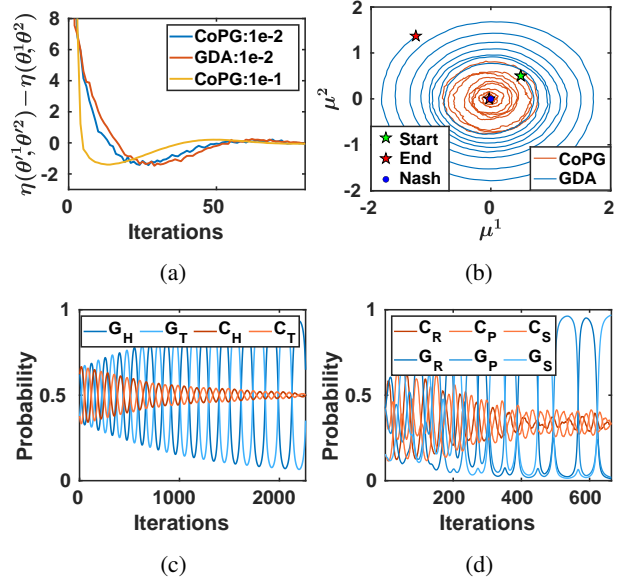 8
6
4
2
0
-2
0
50
η(θ′¹,θ′²) − η(θ¹,θ²)
Iterations
CoPG:1e-2
GDA:1e-2
CoPG:1e-1
(a)
2
1
0
-1
-2
-2
0
2
μ²
μ¹
Start
End
Nash
CoPG
GDA
(b)
1
0.5
0
0
1000
2000
Probability
Iterations
G_H G_T C_H C_T
(c)
1
0.5
0
200
400
600
Probability
Iterations
C_R C_P C_S
G_R G_P G_S
(d)